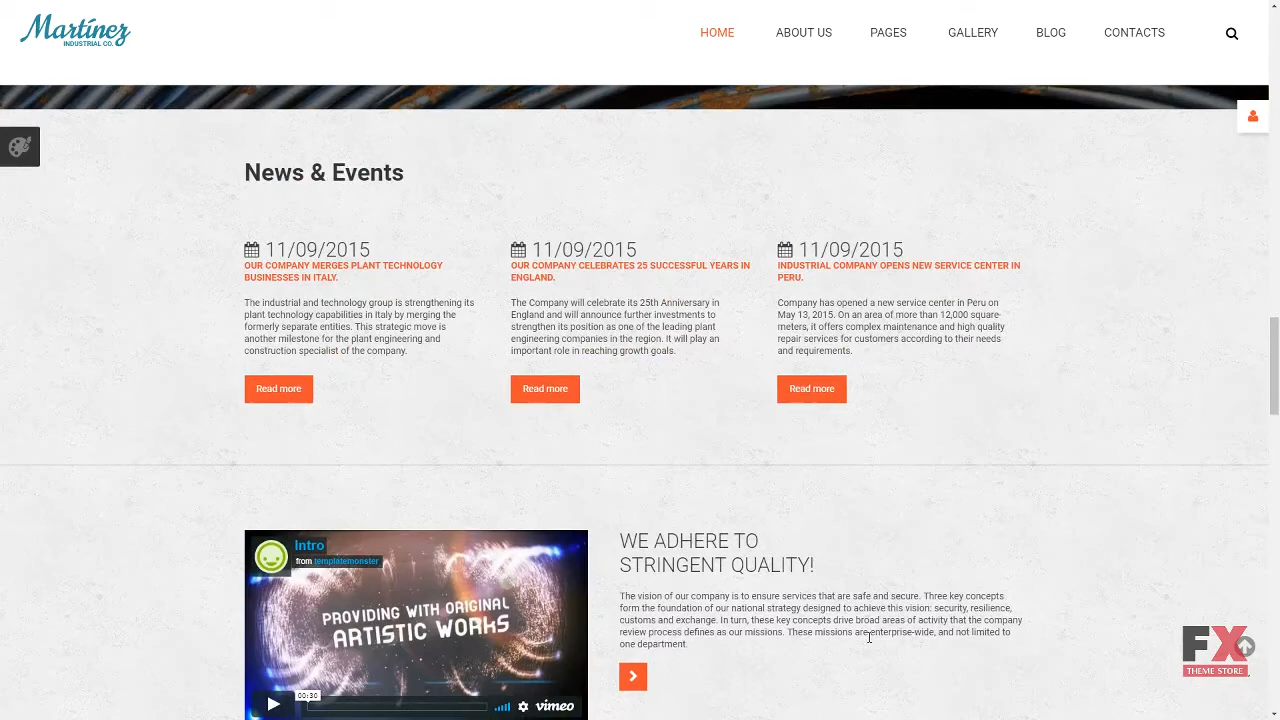 Martínez
INDUSTRIAL CO.
HOME ABOUT US PAGES GALLERY BLOG CONTACTS
News & Events
11/09/2015
OUR COMPANY MERGES PLANT TECHNOLOGY
BUSINESSES IN ITALY.
The industrial and technology group is strengthening its
plant technology capabilities in Italy by merging the
formerly separate entities. This strategic move is
another milestone for the plant engineering and
construction specialist of the company.
Read more
11/09/2015
OUR COMPANY CELEBRATES 25 SUCCESSFUL YEARS IN
ENGLAND.
The Company will celebrate its 25th Anniversary in
England and will announce further investments to
strengthen its position as one of the leading plant
engineering companies in the region. It will play an
important role in reaching growth goals.
Read more
11/09/2015
INDUSTRIAL COMPANY OPENS NEW SERVICE CENTER IN
PERU.
Company has opened a new service center in Peru on
May 13, 2015. On an area of more than 12,000 square-
meters, it offers complex maintenance and high quality
repair services for customers according to their needs
and requirements.
Read more
Intro
from templatemonster
PROVIDING WITH ORIGINAL
ARTISTIC WORKS
00:30
vimeo
WE ADHERE TO
STRINGENT QUALITY!
The vision of our company is to ensure services that are safe and secure. Three key concepts
form the foundation of our national strategy designed to achieve this vision: security, resilience,
customs and exchange. In turn, these key concepts drive broad areas of activity that the company
review process defines as our missions. These missions are enterprise-wide, and not limited to
one department.
FX
THEME STORE